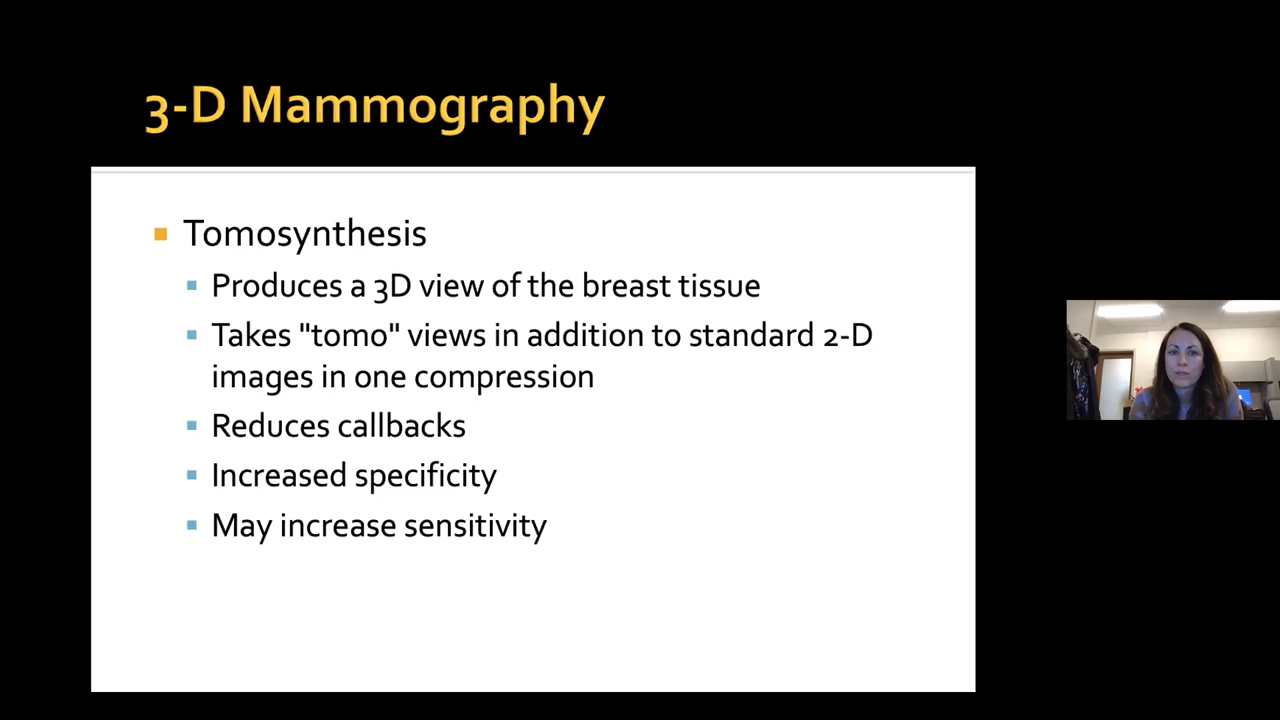 3-D Mammography
Tomosynthesis
Produces a 3D view of the breast tissue
Takes "tomo" views in addition to standard 2-D
images in one compression
Reduces callbacks
Increased specificity
May increase sensitivity